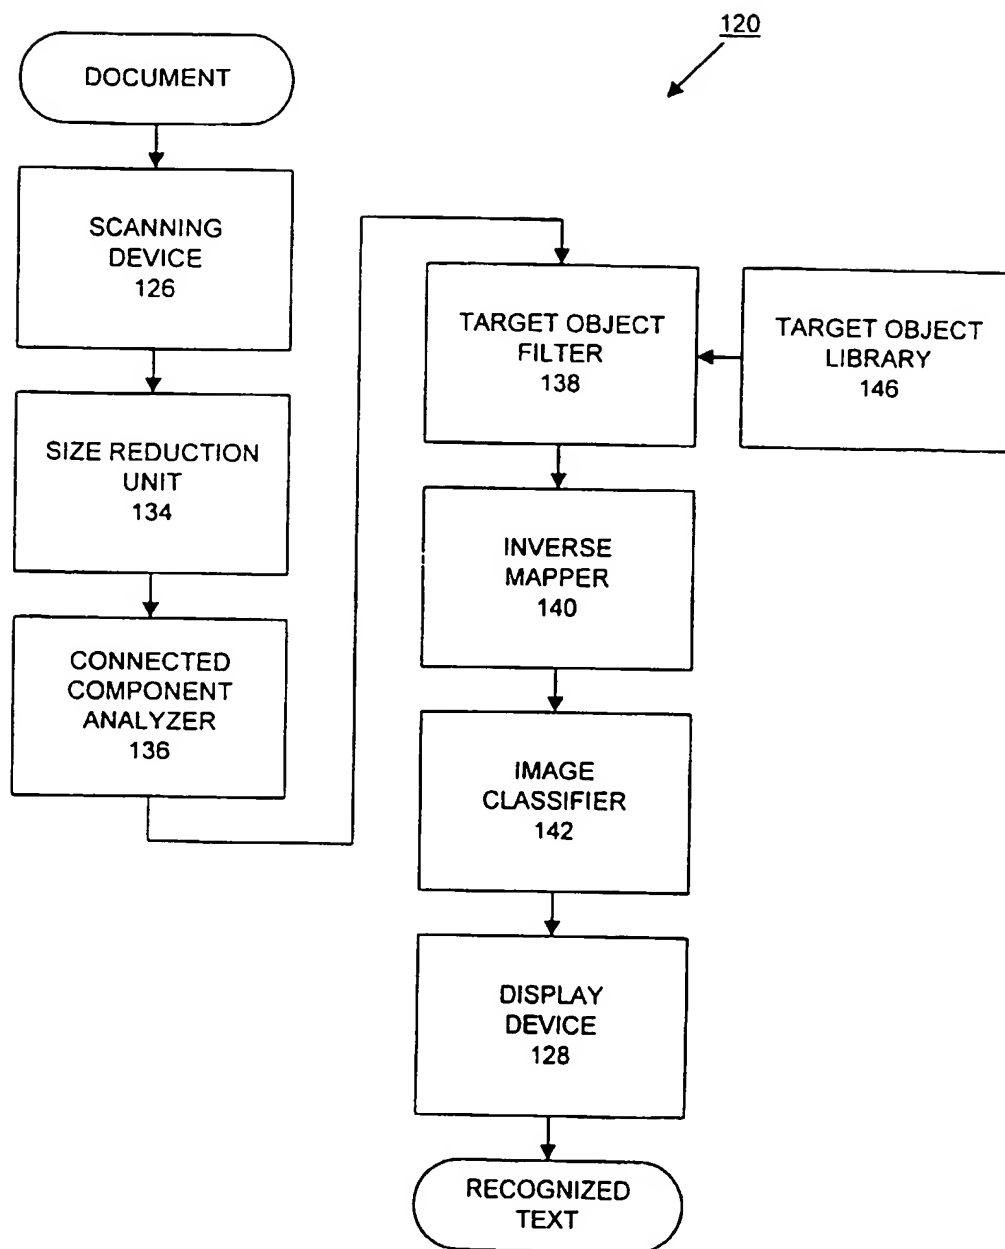 120
DOCUMENT
SCANNING
DEVICE
126
SIZE REDUCTION
UNIT
134
CONNECTED
COMPONENT
ANALYZER
136
TARGET OBJECT
FILTER
138
TARGET OBJECT
LIBRARY
146
INVERSE
MAPPER
140
IMAGE
CLASSIFIER
142
DISPLAY
DEVICE
128
RECOGNIZED
TEXT